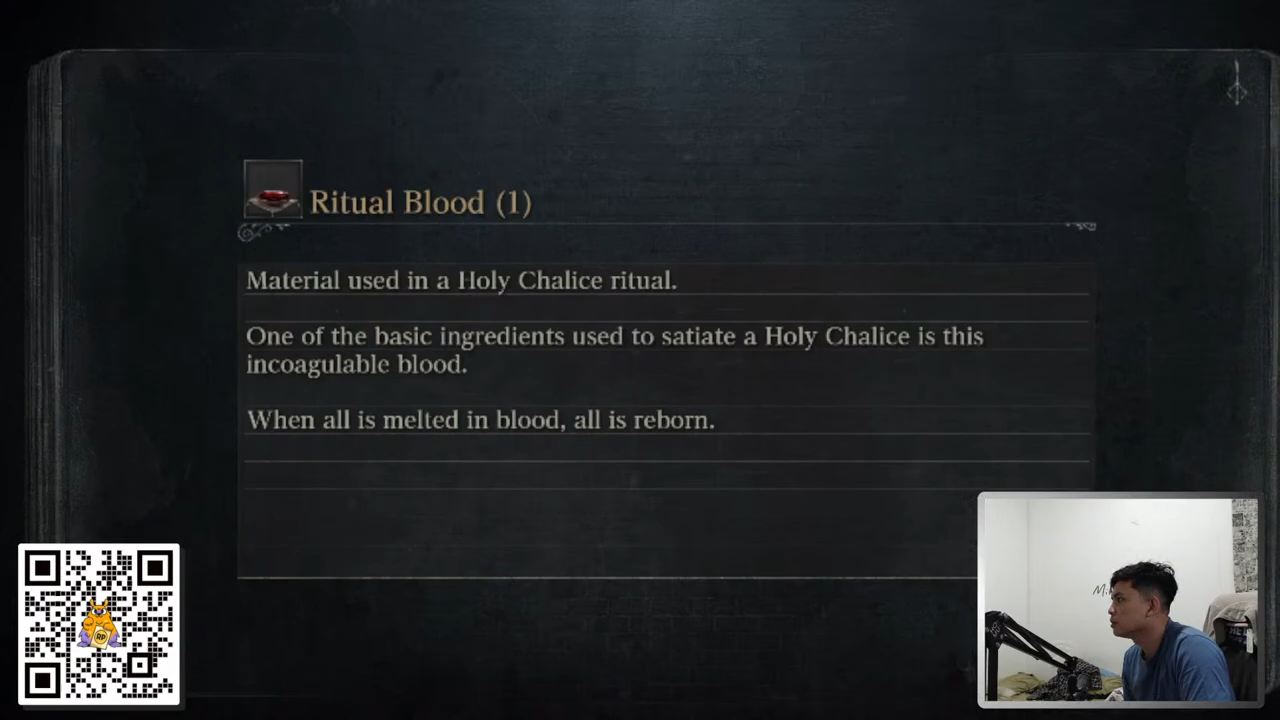 Ritual Blood (1)
Material used in a Holy Chalice ritual.
One of the basic ingredients used to satiate a Holy Chalice is this
incoagulable blood.
When all is melted in blood, all is reborn.
RP